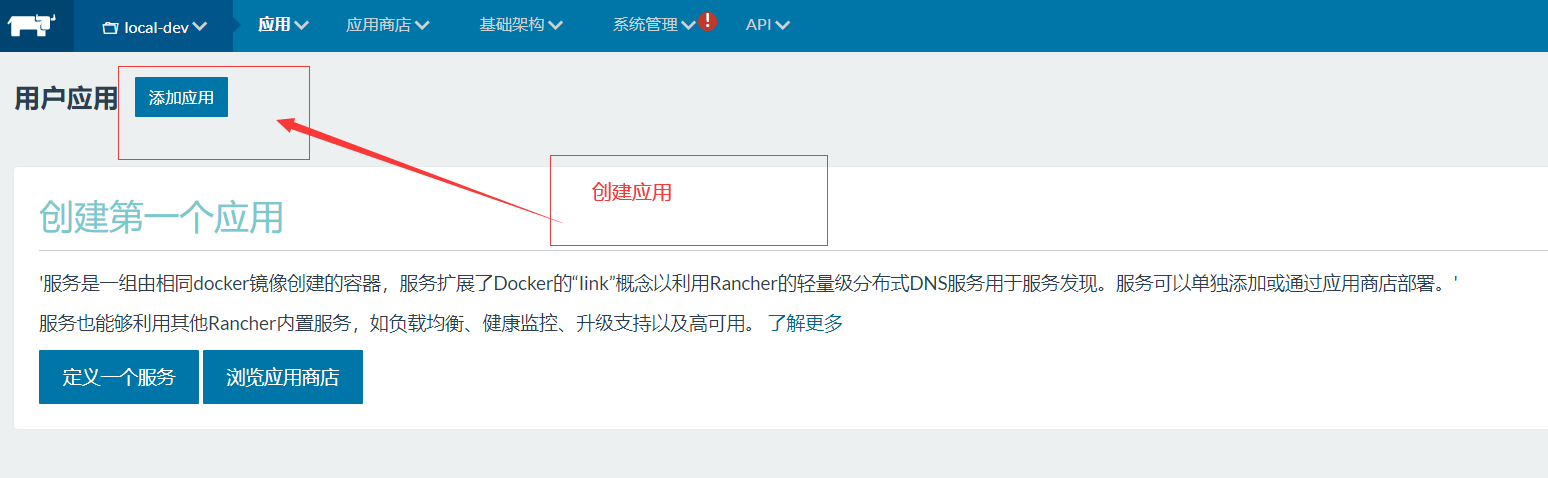 local-dev 应用 应用商店 基础架构 系统管理 ! API
用户应用 添加应用
创建应用
创建第一个应用
'服务是一组由相同docker镜像创建的容器，服务扩展了Docker的“link”概念以利用Rancher的轻量级分布式DNS服务用于服务发现。服务可以单独添加或通过应用商店部署。'
服务也能够利用其他Rancher内置服务，如负载均衡、健康监控、升级支持以及高可用。 了解更多
定义一个服务 浏览应用商店